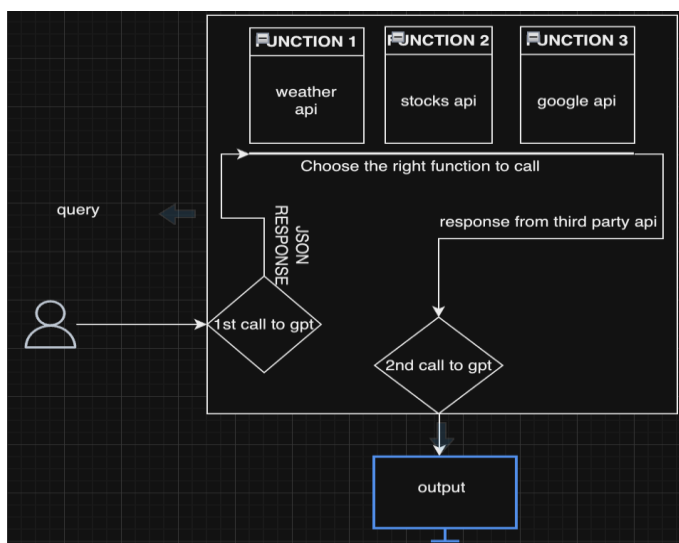 FUNCTION 1
FUNCTION 2
FUNCTION 3
weather
api
stocks api
google api
Choose the right function to call
query
JSON
RESPONSE
response from third party api
1st call to gpt
2nd call to gpt
output